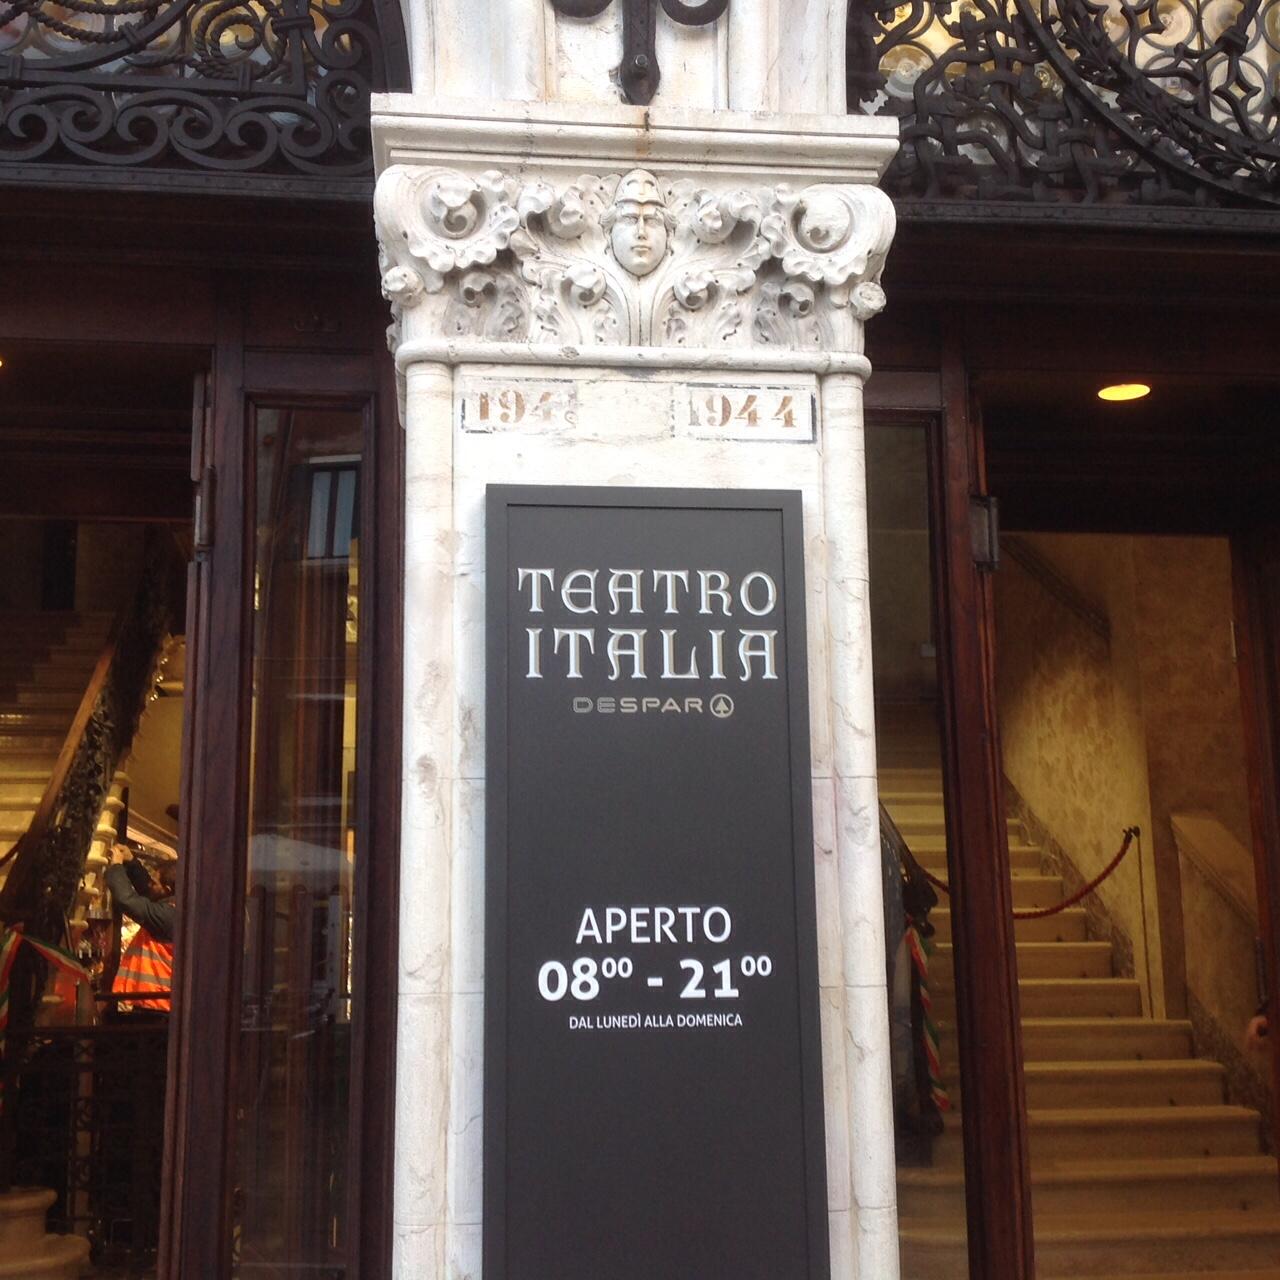 1944
TEATRO
ITALIA
DESPAR
APERTO
08⁰⁰ - 21⁰⁰
DAL LUNEDÌ ALLA DOMENICA